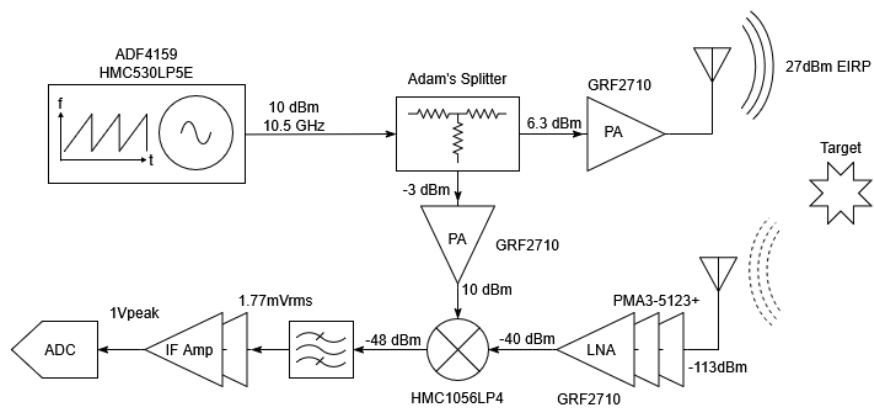 ADF4159
HMC530LP5E
f
t
10 dBm
10.5 GHz
Adam's Splitter
6.3 dBm
GRF2710
PA
27dBm EIRP
Target
-3 dBm
PA
GRF2710
10 dBm
PMA3-5123+
LNA
-113dBm
GRF2710
-40 dBm
HMC1056LP4
-48 dBm
1.77mVrms
IF Amp
1Vpeak
ADC